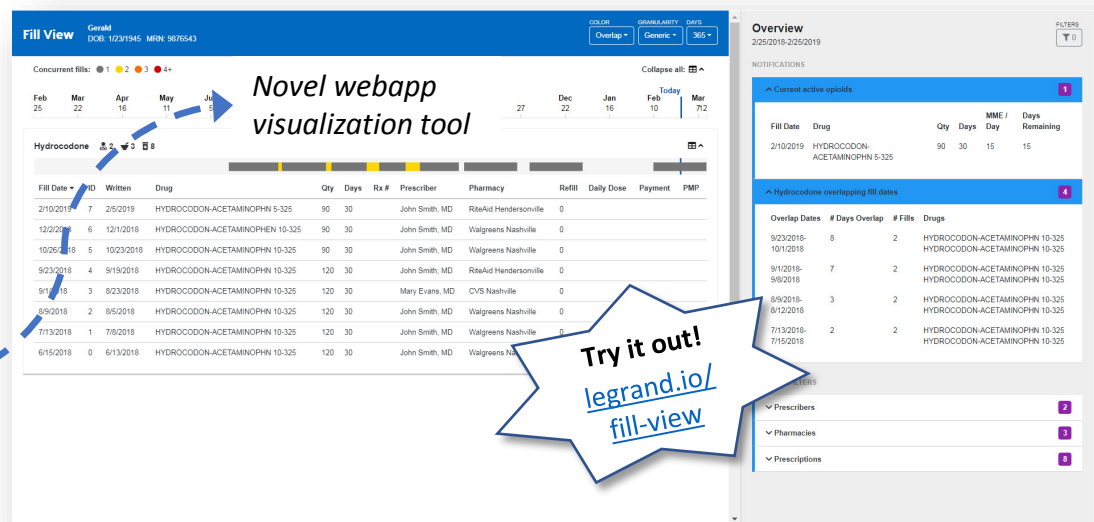 Fill View
Gerald
DOB: 1/23/1945 MRN: 9876543
COLOR GRANULARITY DAYS
Overlap Generic 365
Concurrent fills: 1 2 3 4+
Collapse all:
Today
Feb Mar Apr May Dec Jan Feb Mar
25 22 16 11 27 22 16 10 7 12
Novel webapp
visualization tool
Hydrocodone 2 3 8
Fill Date ID Written Drug Qty Days Rx # Prescriber Pharmacy Refill Daily Dose Payment PMP
2/10/2019 7 2/5/2019 HYDROCODON-ACETAMINOPHN 5-325 90 30 John Smith, MD RiteAid Hendersonville 0
12/2/2018 6 12/1/2018 HYDROCODON-ACETAMINOPHEN 10-325 90 30 John Smith, MD Walgreens Nashville 0
10/26/2018 5 10/23/2018 HYDROCODON-ACETAMINOPHN 10-325 90 30 John Smith, MD Walgreens Nashville 0
9/23/2018 4 9/19/2018 HYDROCODON-ACETAMINOPHN 10-325 120 30 John Smith, MD RiteAid Hendersonville 0
3 8/23/2018 HYDROCODON-ACETAMINOPHN 10-325 120 30 Mary Evans, MD CVS Nashville 0
8/9/2018 2 8/5/2018 HYDROCODON-ACETAMINOPHN 10-325 120 30 John Smith, MD Walgreens Nashville 0
7/13/2018 1 7/8/2018 HYDROCODON-ACETAMINOPHN 10-325 120 30 John Smith, MD Walgreens Nashville 0
6/15/2018 0 6/13/2018 HYDROCODON-ACETAMINOPHN 10-325 120 30 John Smith, MD Walgreens
Try it out!
legrand.io/
fill-view
Overview
2/25/2018-2/25/2019
FILTERS
0
NOTIFICATIONS
Current active opioids 1
Fill Date Drug Qty Days MME / Day Days Remaining
2/10/2019 HYDROCODON- 90 30 15 15
ACETAMINOPHN 5-325
Hydrocodone overlapping fill dates 4
Overlap Dates # Days Overlap # Fills Drugs
9/23/2018- 8 2 HYDROCODON-ACETAMINOPHN 10-325
10/1/2018 HYDROCODON-ACETAMINOPHN 10-325
9/1/2018- 7 2 HYDROCODON-ACETAMINOPHN 10-325
9/8/2018 HYDROCODON-ACETAMINOPHN 10-325
8/9/2018- 3 2 HYDROCODON-ACETAMINOPHN 10-325
8/12/2018 HYDROCODON-ACETAMINOPHN 10-325
7/13/2018- 2 2 HYDROCODON-ACETAMINOPHN 10-325
7/15/2018 HYDROCODON-ACETAMINOPHN 10-325
Prescribers 2
Pharmacies 3
Prescriptions 8